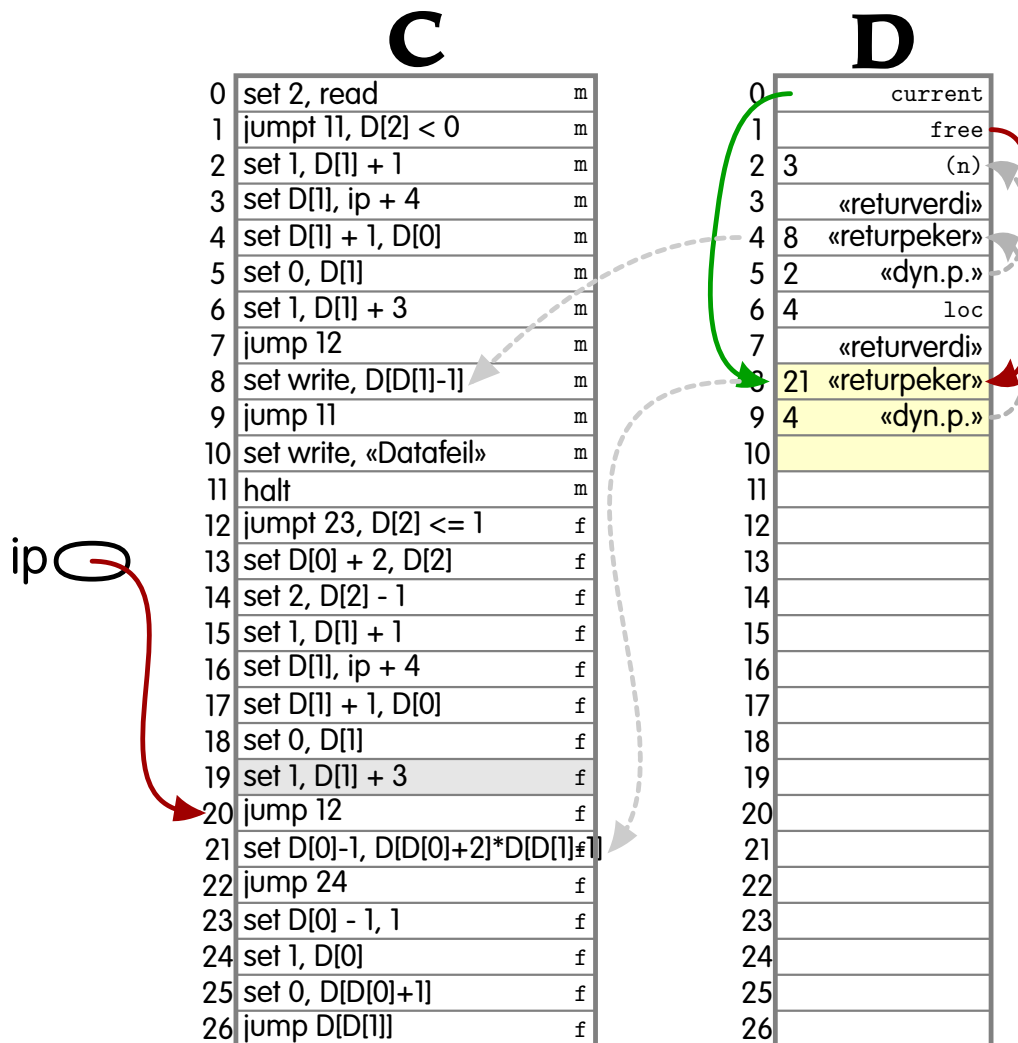 C D
0 set 2, read m
1 jumpt 11, D[2] < 0 m
2 set 1, D[1] + 1 m
3 set D[1], ip + 4 m
4 set D[1] + 1, D[0] m
5 set 0, D[1] m
6 set 1, D[1] + 3 m
7 jump 12 m
8 set write, D[D[1]-1] m
9 jump 11 m
10 set write, «Datafeil» m
11 halt m
12 jumpt 23, D[2] <= 1 f
13 set D[0] + 2, D[2] f
14 set 2, D[2] - 1 f
15 set 1, D[1] + 1 f
16 set D[1], ip + 4 f
17 set D[1] + 1, D[0] f
18 set 0, D[1] f
19 set 1, D[1] + 3 f
20 jump 12 f
21 set D[0]-1, D[D[0]+2]*D[D[1]+1] f
22 jump 24 f
23 set D[0] - 1, 1 f
24 set 1, D[0] f
25 set 0, D[D[0]+1] f
26 jump D[D[1]] f
ip
0 current
1 free
2 3 (n)
3 «returverdi»
4 8 «returpeker»
5 2 «dyn.p.»
6 4 loc
7 «returverdi»
8 21 «returpeker»
9 4 «dyn.p.»
10
11
12
13
14
15
16
17
18
19
20
21
22
23
24
25
26